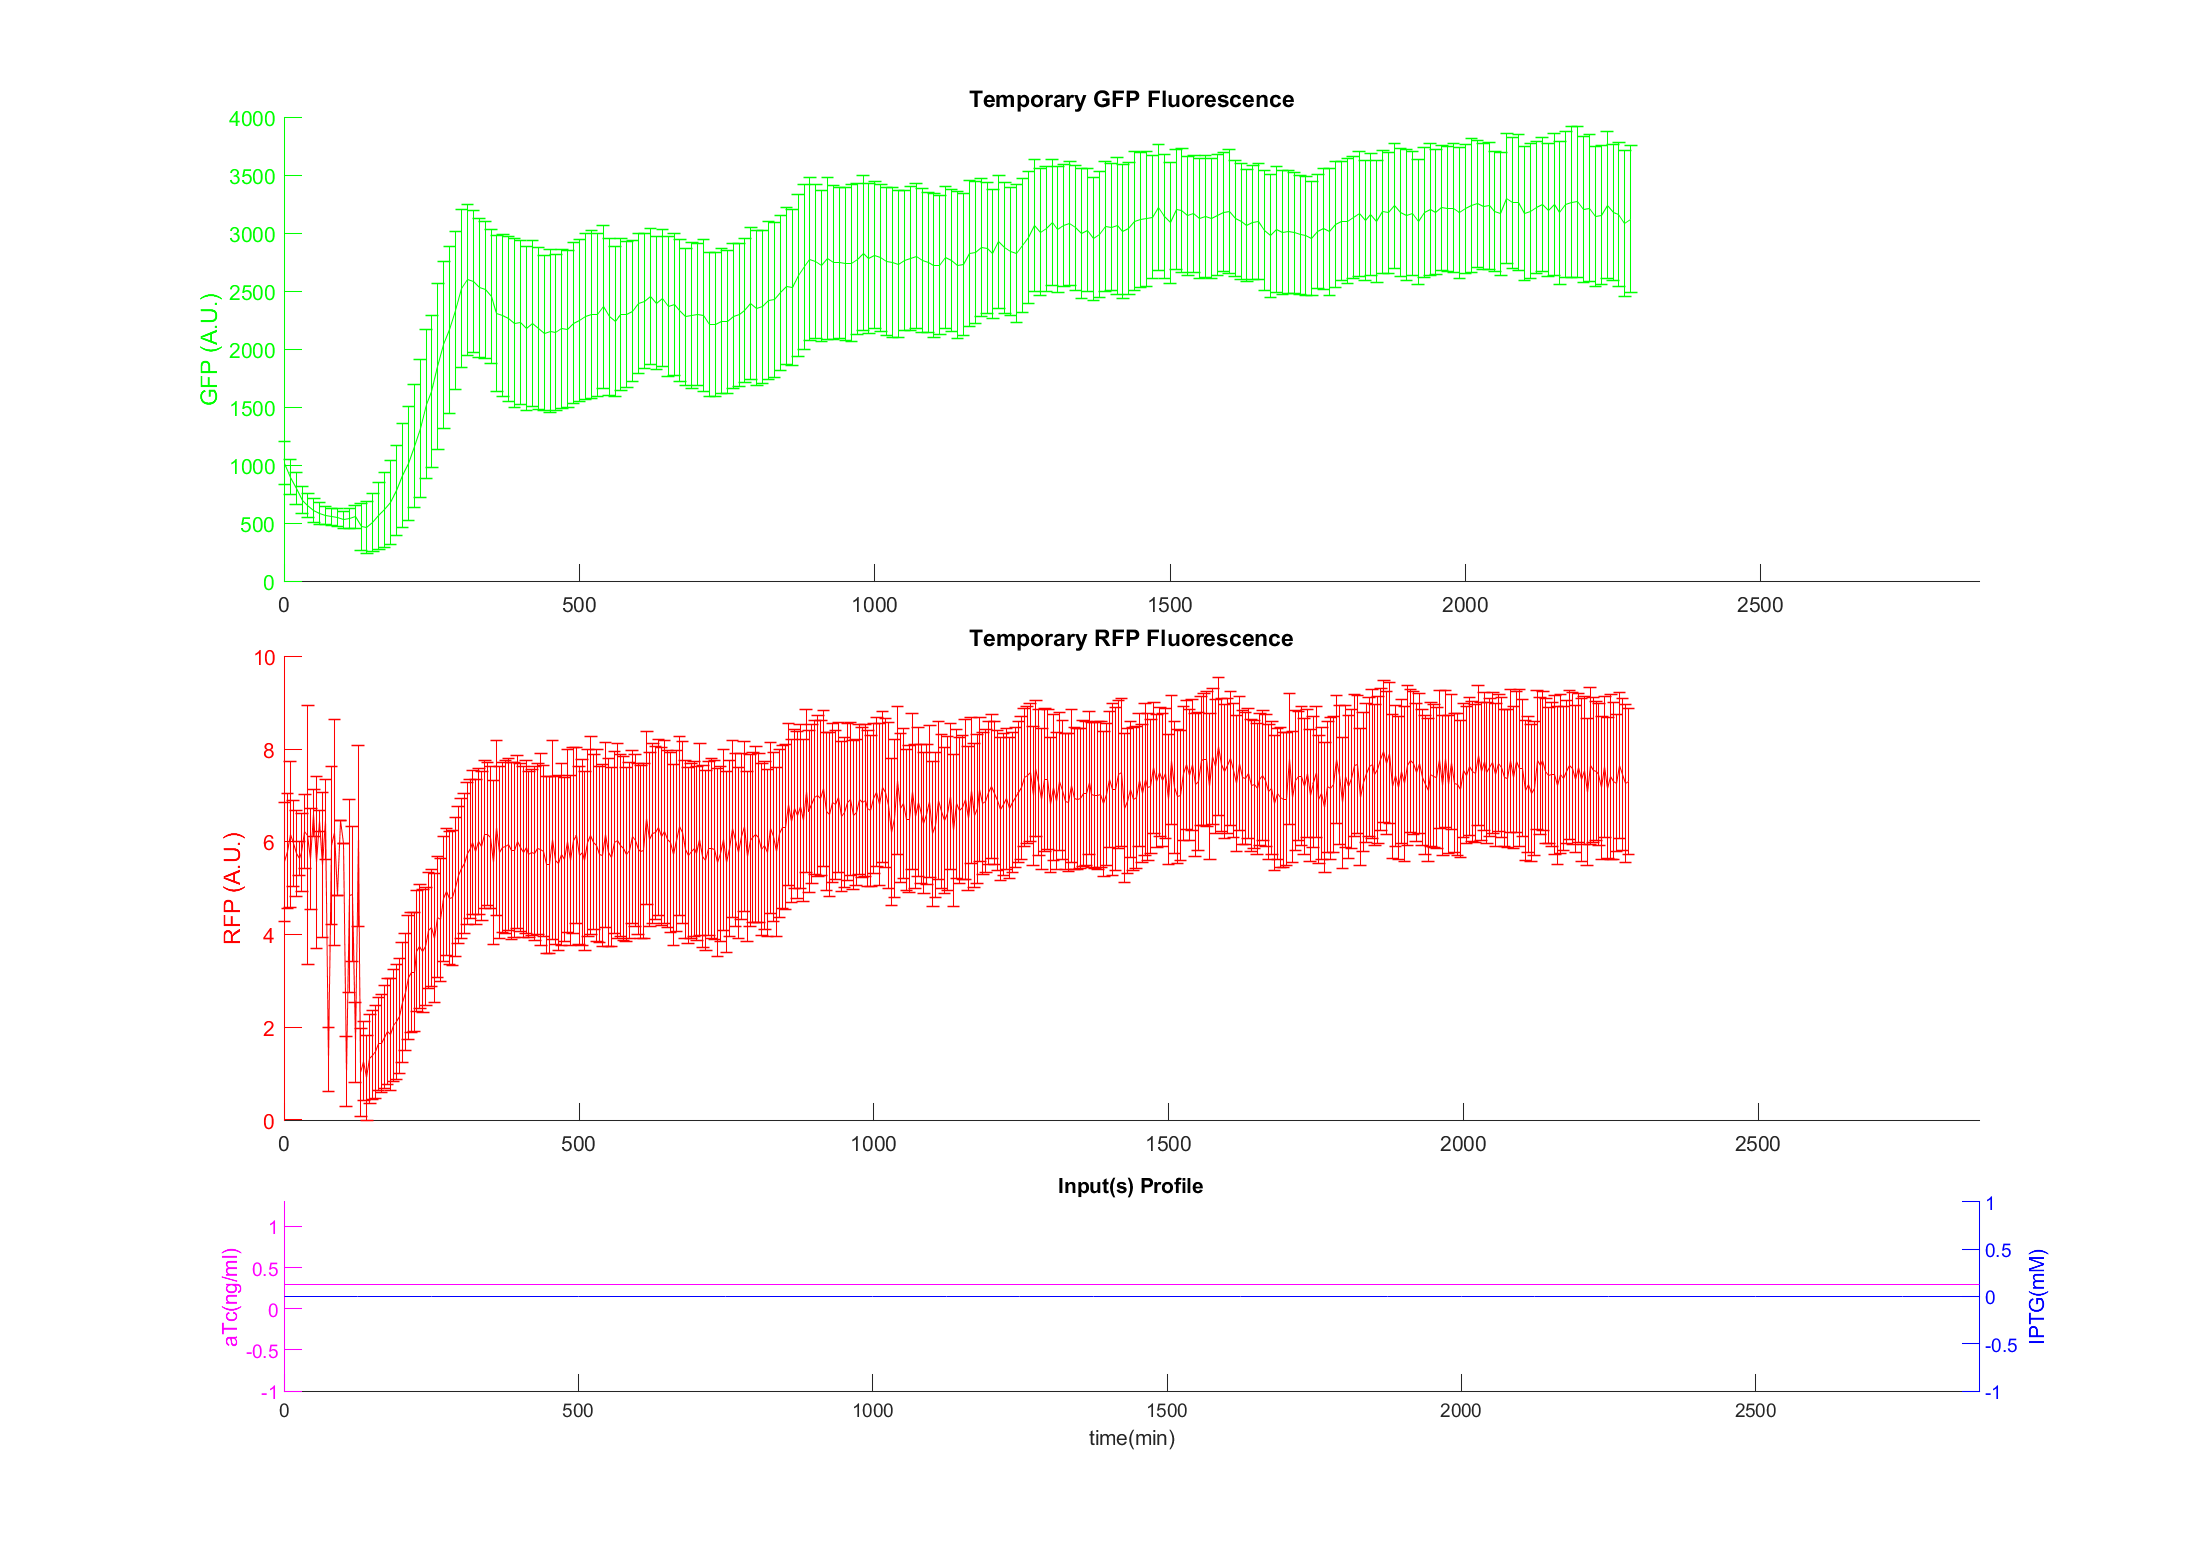 Temporary GFP Fluorescence
GFP (A.U.)
4000
3500
3000
2500
2000
1500
1000
500
0
0 500 1000 1500 2000 2500
Temporary RFP Fluorescence
RFP (A.U.)
10
8
6
4
2
0
0 500 1000 1500 2000 2500
Input(s) Profile
aTc(ng/ml)
1
0.5
0
-0.5
-1
1
0.5
0
-0.5
-1
IPTG(mM)
0 500 1000 1500 2000 2500
time(min)